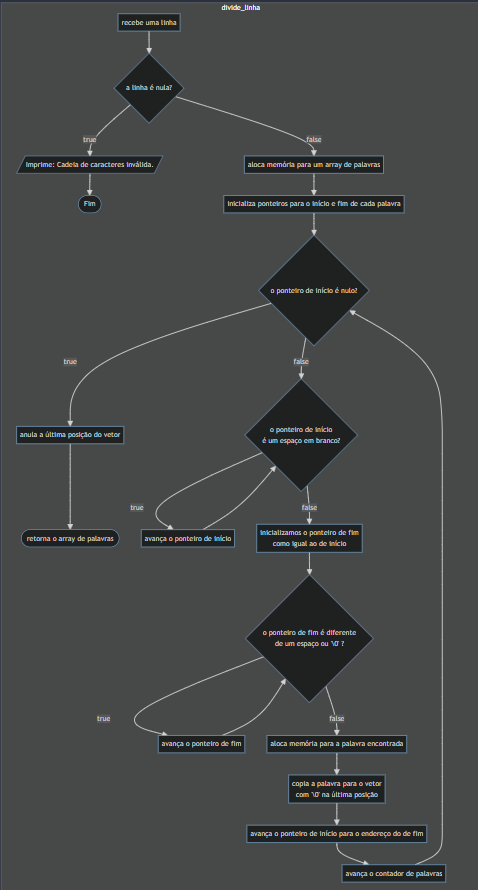 divide_linha
recebe uma linha
a linha é nula?
true
false
Imprime: Cadeia de caracteres inválida.
aloca memória para um array de palavras
Fim
inicializa ponteiros para o início e fim de cada palavra
o ponteiro de início é nulo?
true
false
anula a última posição do vetor
o ponteiro de início
é um espaço em branco?
true
false
retorna o array de palavras
avança o ponteiro de início
Inicializamos o ponteiro de fim
como igual ao de início
o ponteiro de fim é diferente
de um espaço ou '\0' ?
true
false
avança o ponteiro de fim
aloca memória para a palavra encontrada
copia a palavra para o vetor
com '\0' na última posição
avança o ponteiro de início para o endereço do de fim
avança o contador de palavras